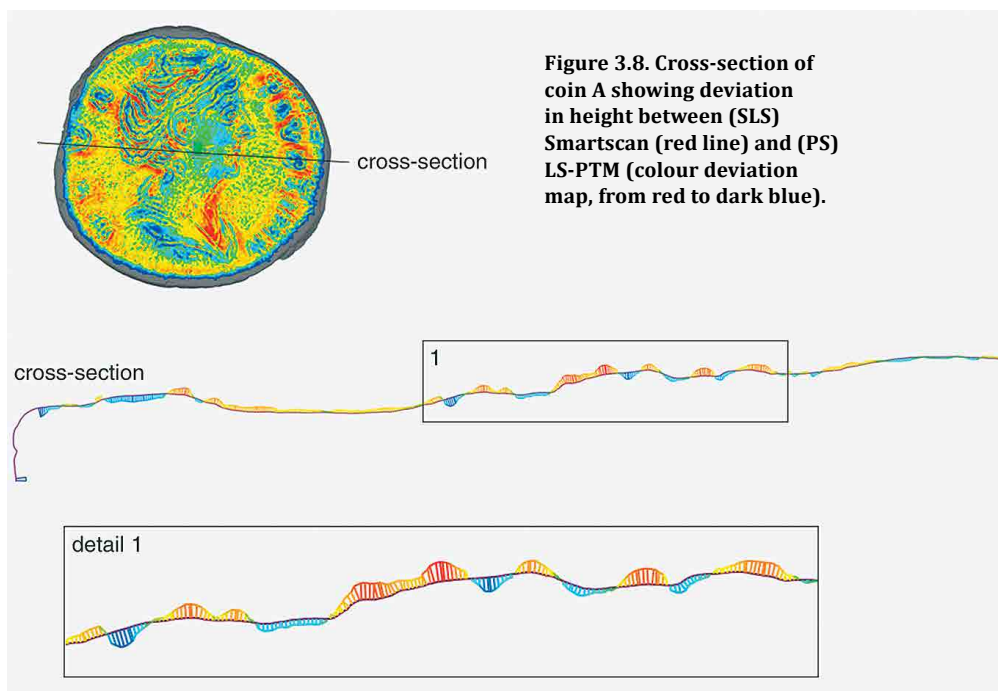 Figure 3.8. Cross-section of
coin A showing deviation
in height between (SLS)
Smartscan (red line) and (PS)
LS-PTM (colour deviation
map, from red to dark blue).
cross-section
cross-section
1
detail 1